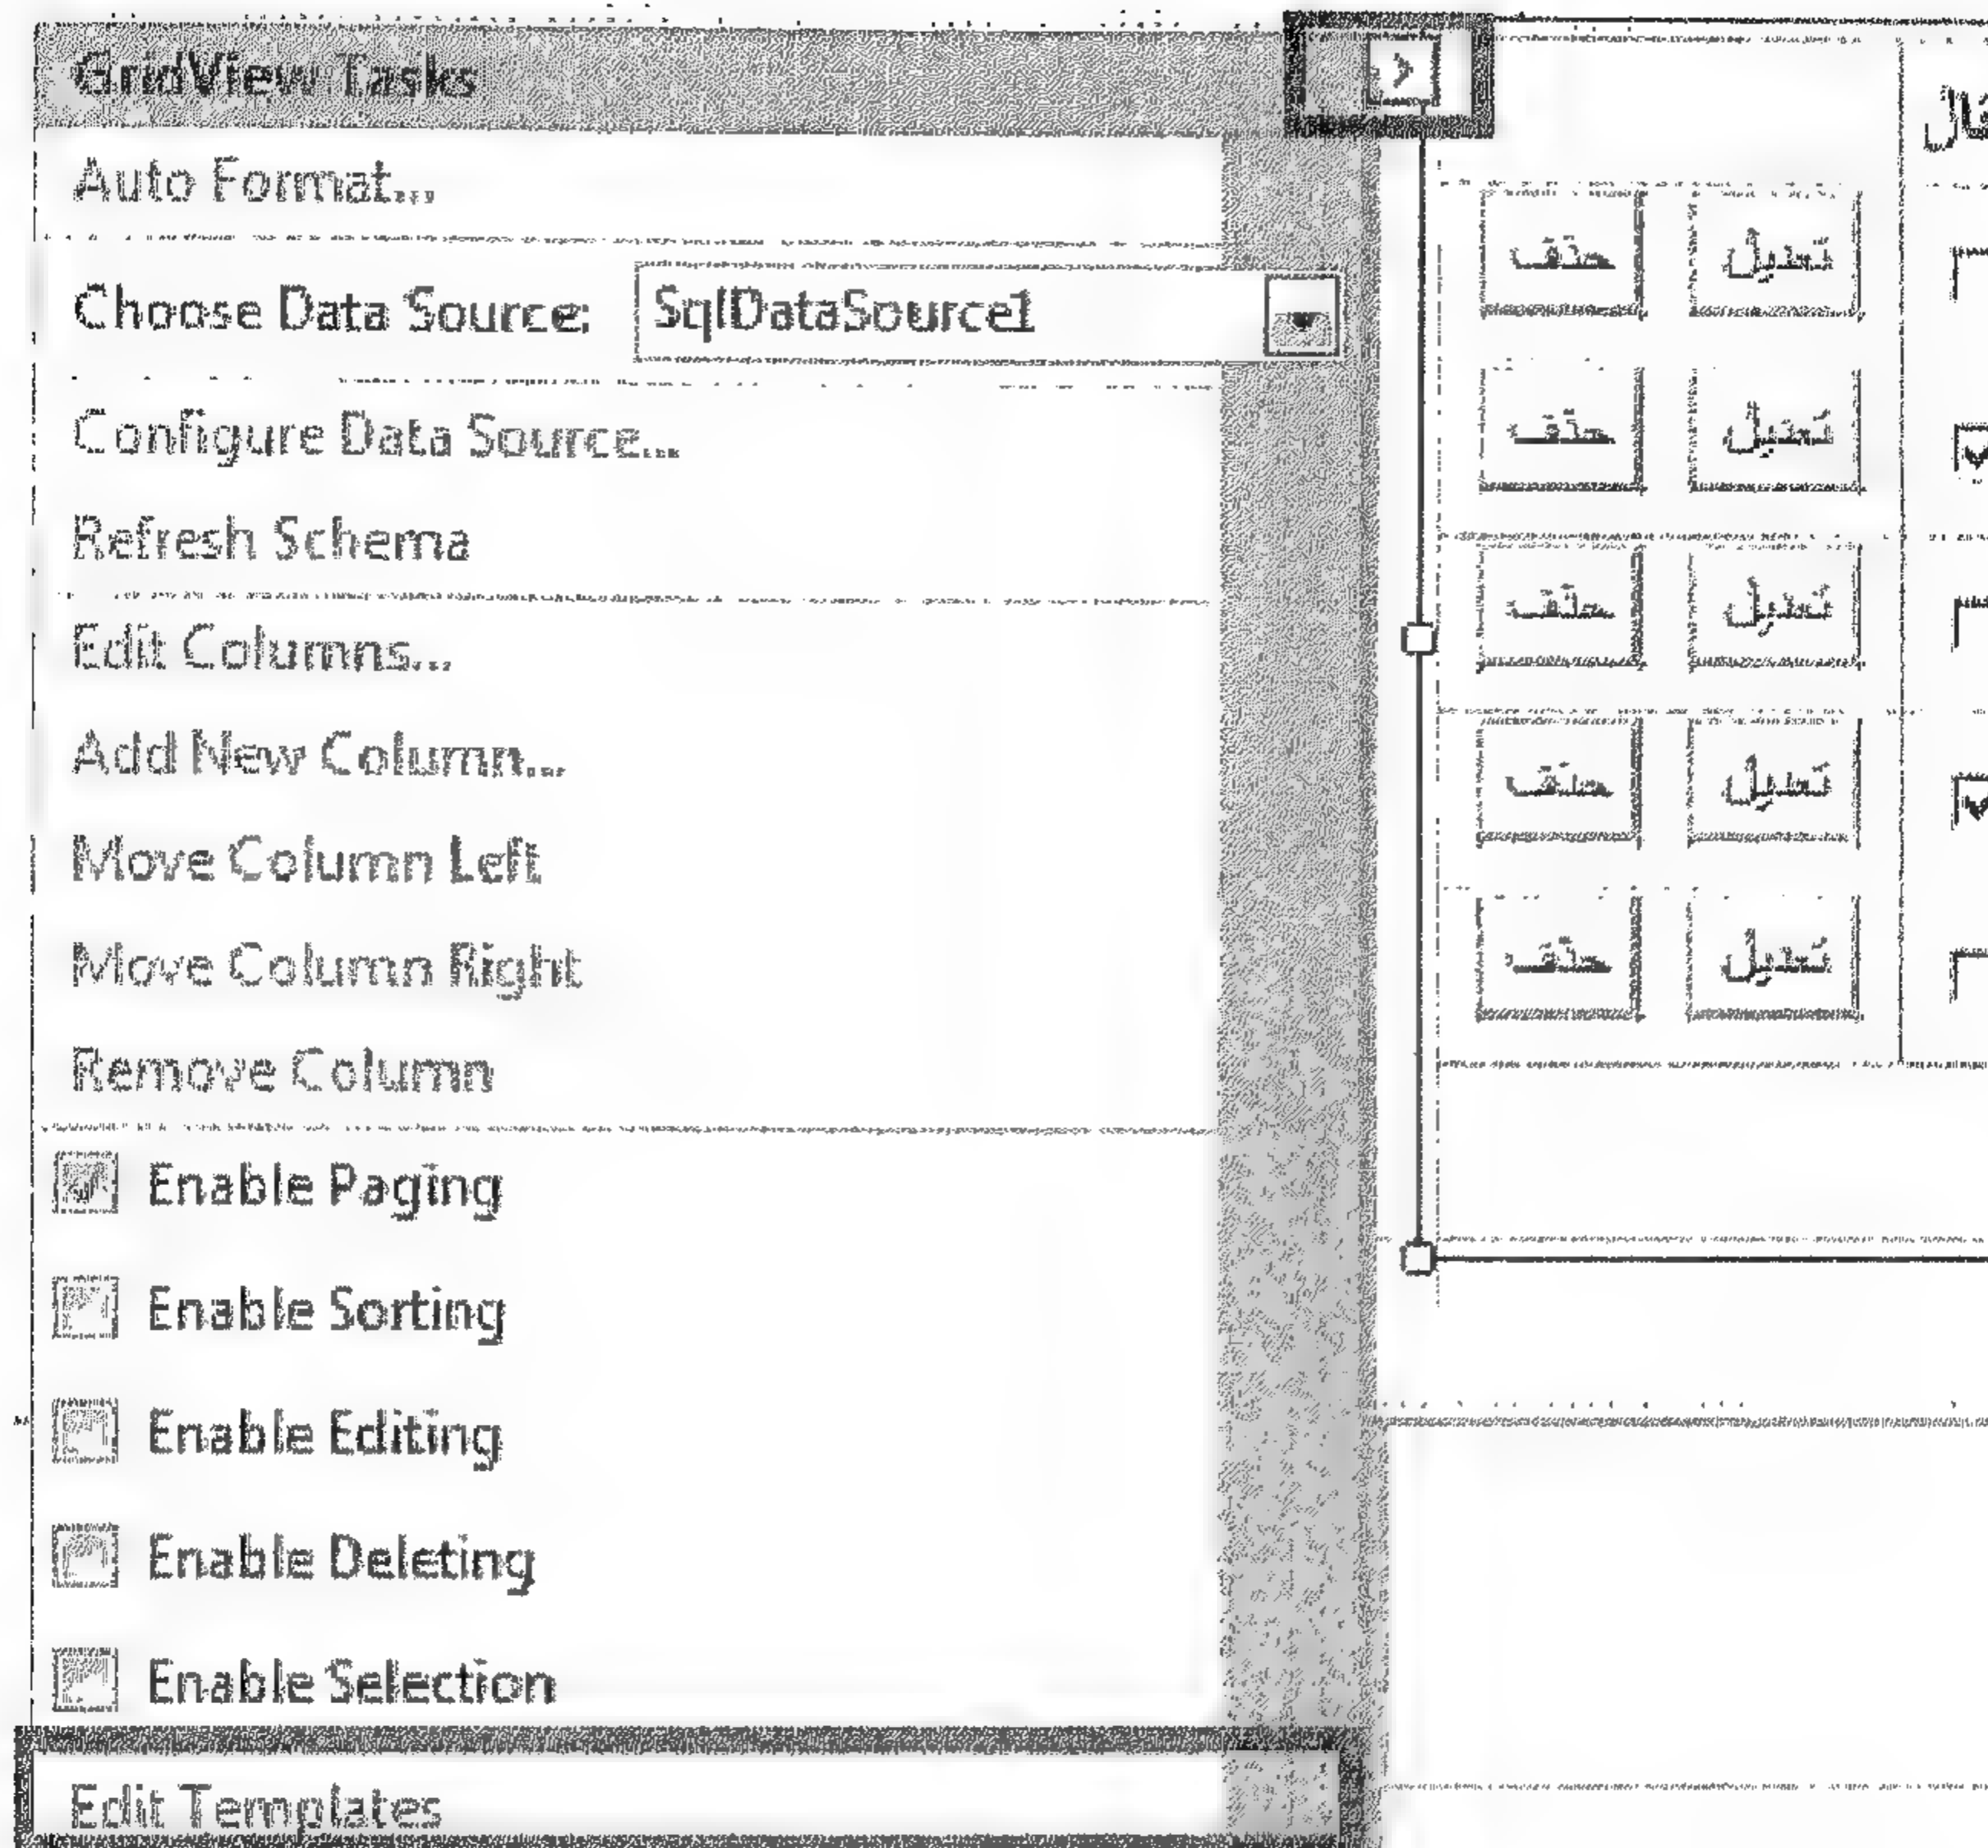 GridView Tasks
Auto Format...
Choose Data Source: SqlDataSource1
Configure Data Source...
Refresh Schema
Edit Columns...
Add New Column...
Move Column Left
Move Column Right
Remove Column
Enable Paging
Enable Sorting
Enable Editing
Enable Deleting
Enable Selection
Edit Templates
تعديل حذف
تعديل حذف
تعديل حذف
تعديل حذف
تعديل حذف